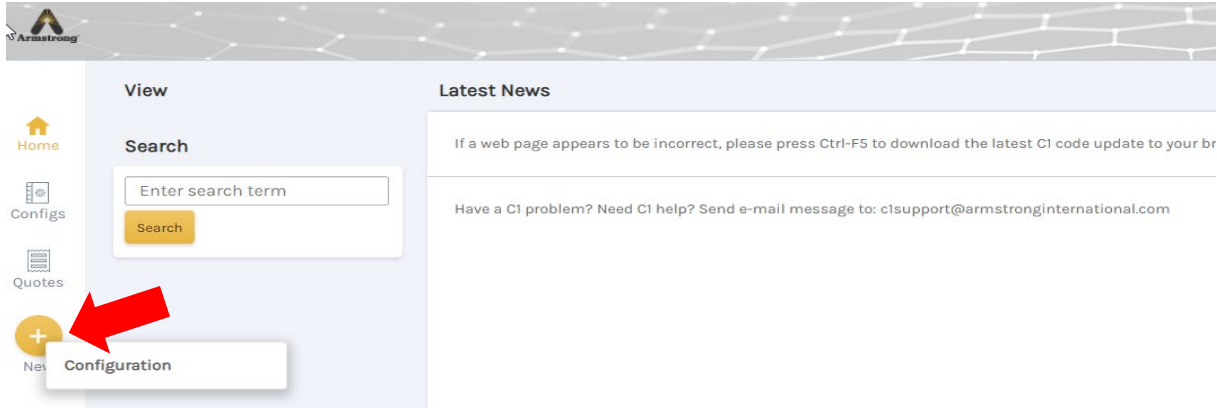 Armstrong
View
Latest News
Home
Search
If a web page appears to be incorrect, please press Ctrl-F5 to download the latest C1 code update to your br
Enter search term
Search
Configs
Have a C1 problem? Need C1 help? Send e-mail message to: c1support@armstronginternational.com
Quotes
New
Configuration